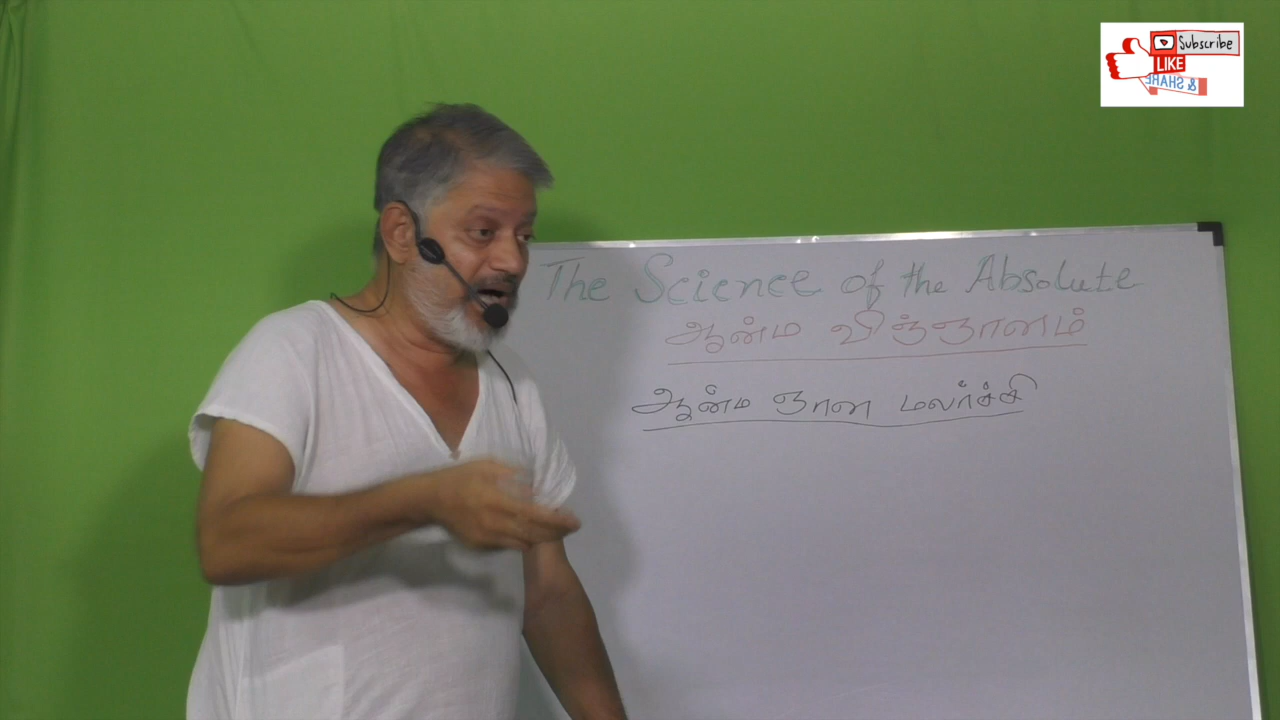 Subscribe
LIKE
& SHARE
The Science of the Absolute
ஆன்ம விஞ்ஞானம்
ஆன்ம ஞான மலர்ச்சி